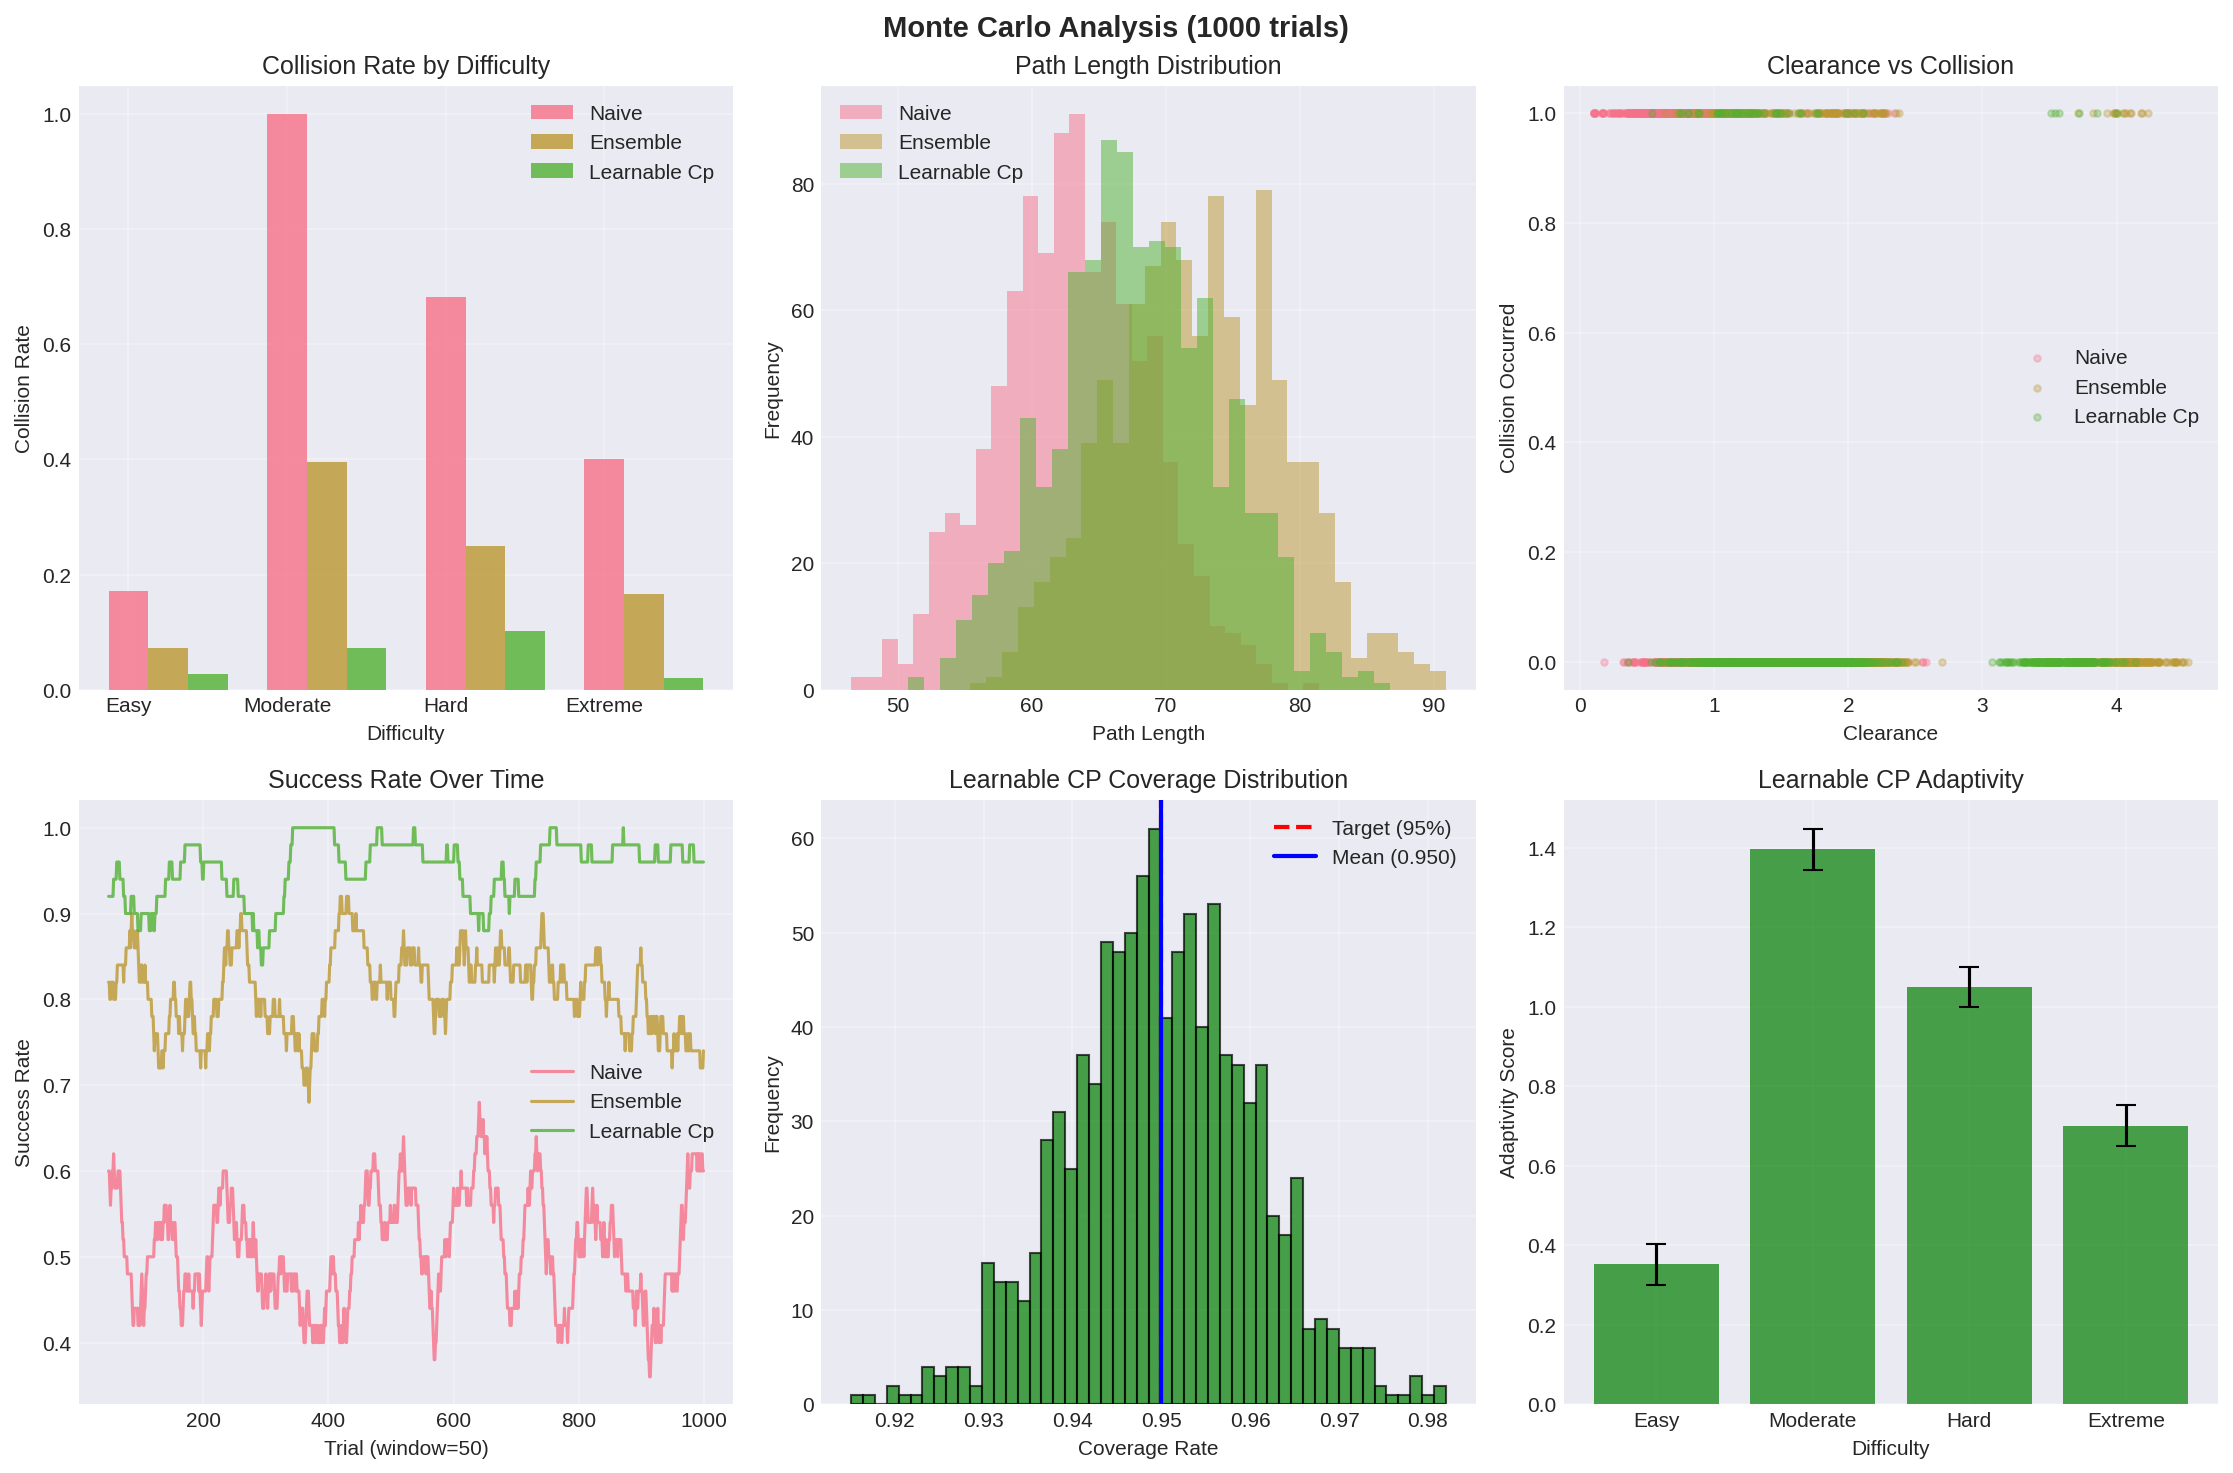 Monte Carlo Analysis (1000 trials)
Collision Rate by Difficulty
Collision Rate
1.0
0.8
0.6
0.4
0.2
0.0
Naive
Ensemble
Learnable Cp
Easy Moderate Hard Extreme
Difficulty
Path Length Distribution
Frequency
80
60
40
20
0
Naive
Ensemble
Learnable Cp
50 60 70 80 90
Path Length
Clearance vs Collision
Collision Occurred
1.0
0.8
0.6
0.4
0.2
0.0
Naive
Ensemble
Learnable Cp
0 1 2 3 4
Clearance
Success Rate Over Time
Success Rate
1.0
0.9
0.8
0.7
0.6
0.5
0.4
Naive
Ensemble
Learnable Cp
200 400 600 800 1000
Trial (window=50)
Learnable CP Coverage Distribution
Frequency
60
50
40
30
20
10
0
Target (95%)
Mean (0.950)
0.92 0.93 0.94 0.95 0.96 0.97 0.98
Coverage Rate
Learnable CP Adaptivity
Adaptivity Score
1.4
1.2
1.0
0.8
0.6
0.4
0.2
0.0
Easy Moderate Hard Extreme
Difficulty